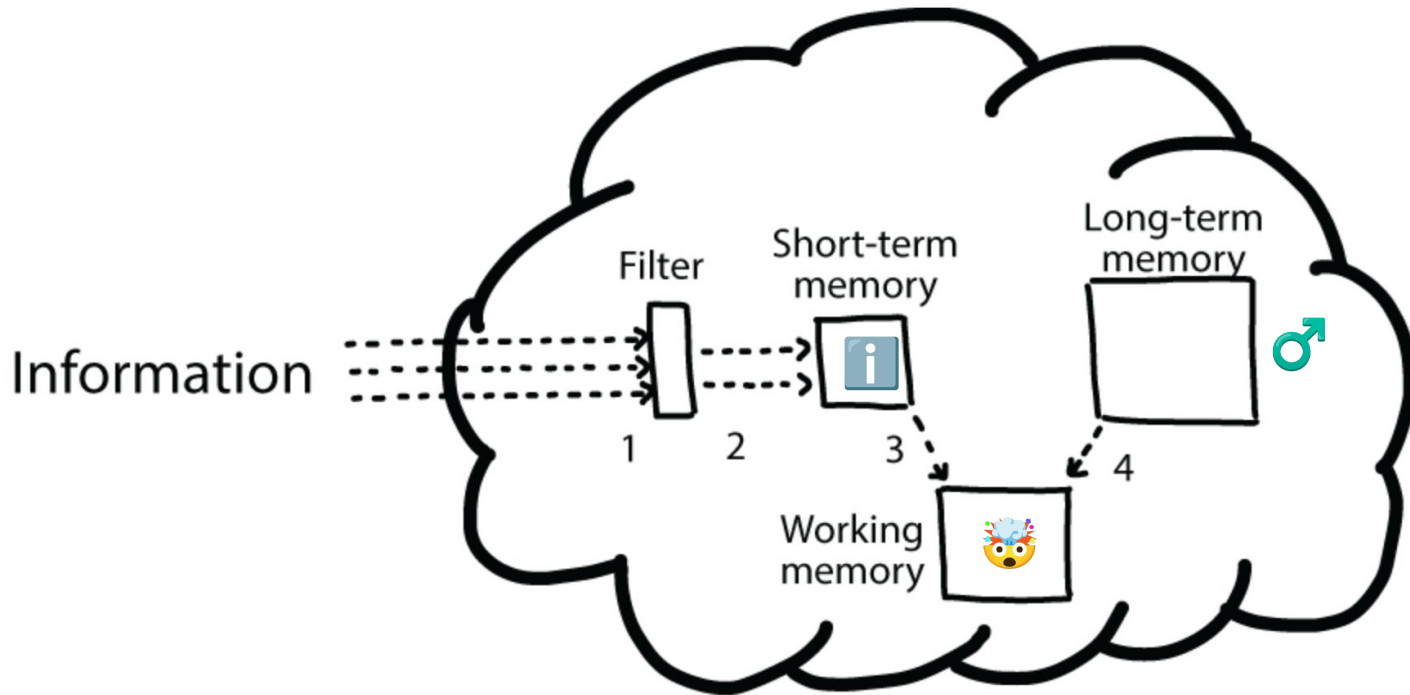 Information
Filter
Short-term
memory
Long-term
memory
1
2
3
4
Working
memory